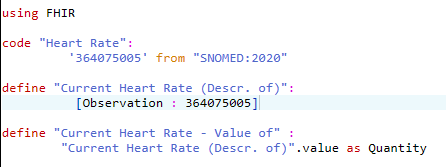 using FHIR
code "Heart Rate":
'364075005' from "SNOMED:2020"
define "Current Heart Rate (Descr. of)":
[Observation : 364075005]
define "Current Heart Rate - Value of" :
"Current Heart Rate (Descr. of)".value as Quantity